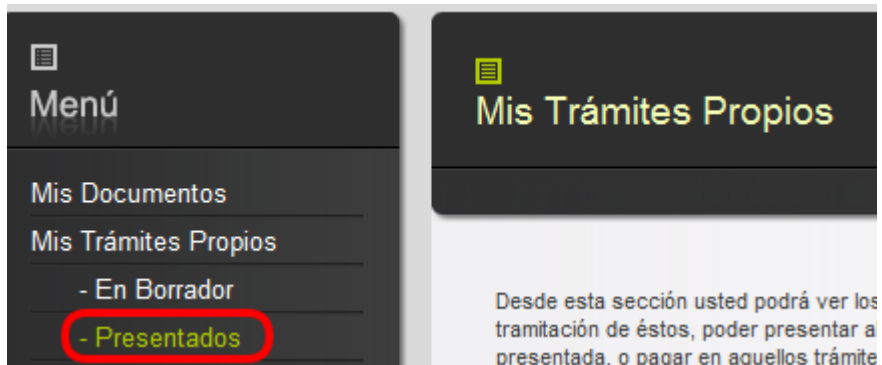 Menú
Mis Documentos
Mis Trámites Propios
- En Borrador
- Presentados
Mis Trámites Propios
Desde esta sección usted podrá ver los
tramitación de éstos, poder presentar
presentada, o pagar en aquellos